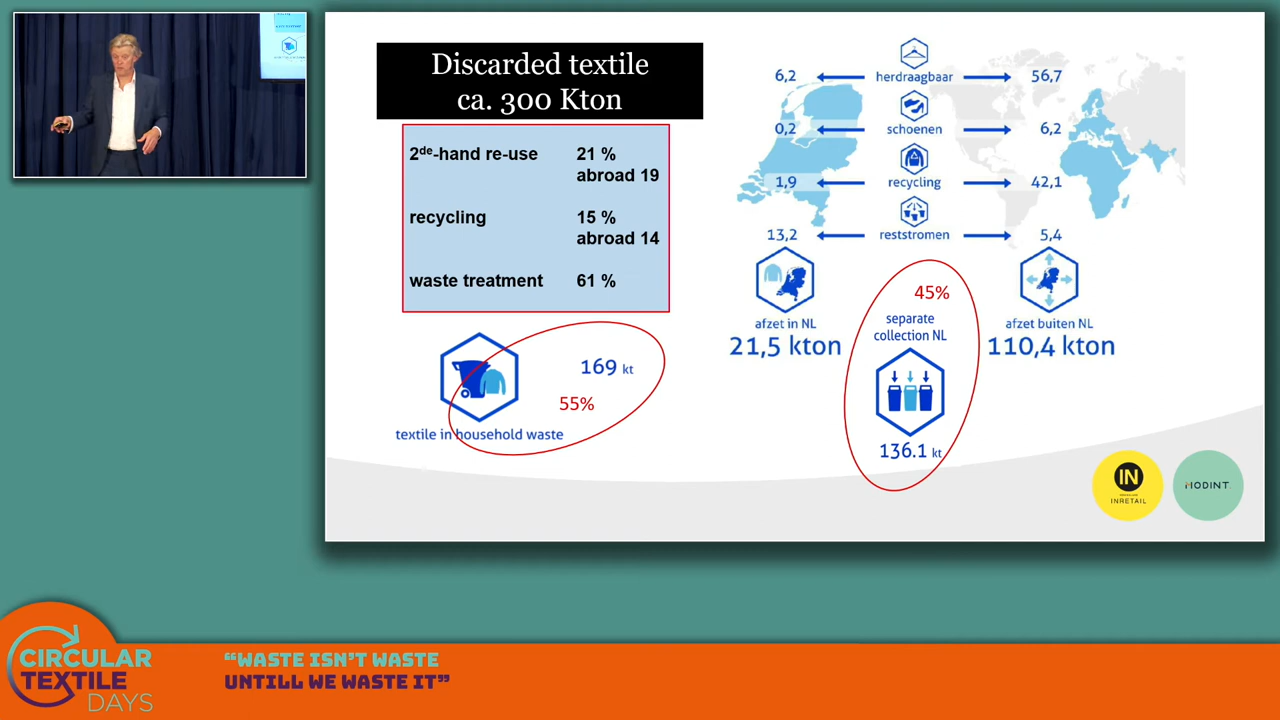 Discarded textile
ca. 300 Kton
2de-hand re-use 21 %
abroad 19
recycling 15 %
abroad 14
waste treatment 61 %
169 kt
55%
textile in household waste
6,2 herdraagbaar 56,7
0,2 schoenen 6,2
1,9 recycling 42,1
13,2 reststromen 5,4
afzet in NL
21,5 kton
45%
separate
collection NL
136.1 kt
afzet buiten NL
110,4 kton
IN
INRETAIL
MODINT
CIRCULAR
TEXTILE
DAYS
“WASTE ISN’T WASTE
UNTILL WE WASTE IT”